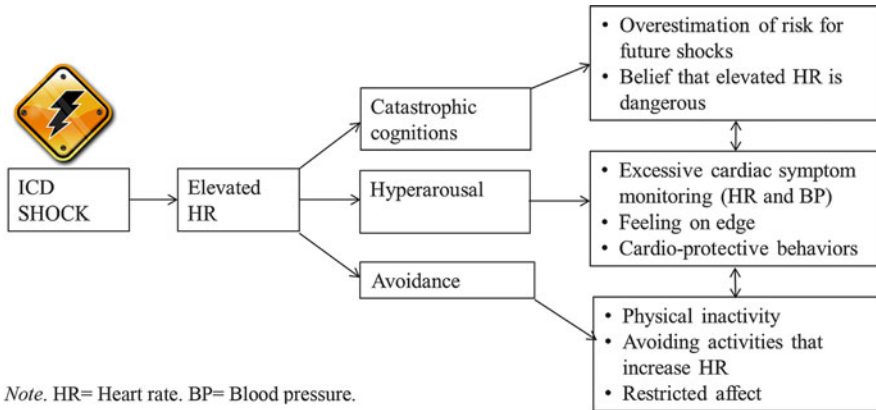 ICD
SHOCK
Elevated
HR
Catastrophic
cognitions
Hyperarousal
Avoidance
• Overestimation of risk for
future shocks
• Belief that elevated HR is
dangerous
• Excessive cardiac symptom
monitoring (HR and BP)
• Feeling on edge
• Cardio-protective behaviors
• Physical inactivity
• Avoiding activities that
increase HR
• Restricted affect
Note. HR= Heart rate. BP= Blood pressure.